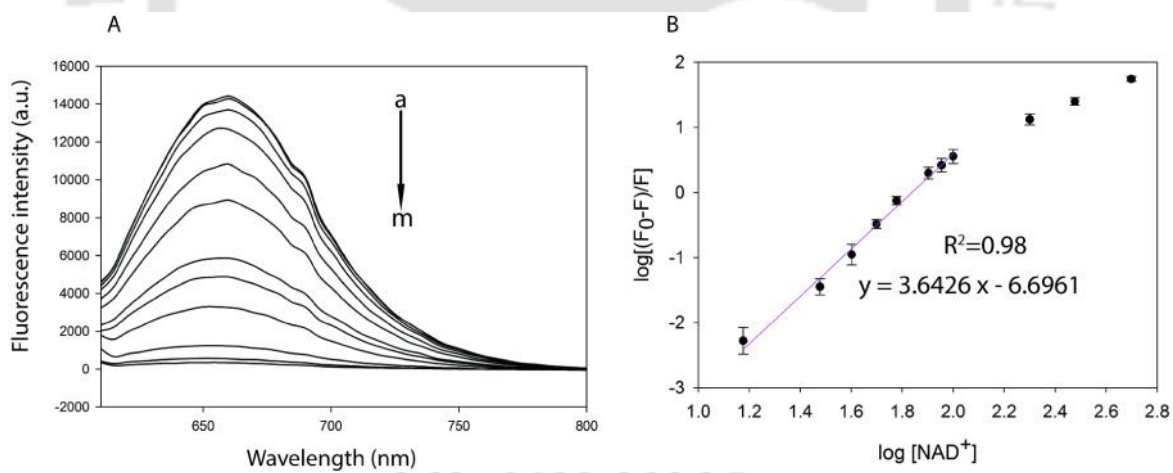 A
16000
14000
12000
10000
8000
6000
4000
2000
0
-2000
650
700
750
800
Fluorescence intensity (a.u.)
Wavelength (nm)
a
m
B
2
1
0
-1
-2
-3
1.0 1.2 1.4 1.6 1.8 2.0 2.2 2.4 2.6 2.8
log[(F₀-F)/F]
log [NAD⁺]
R²=0.98
y = 3.6426 x - 6.6961